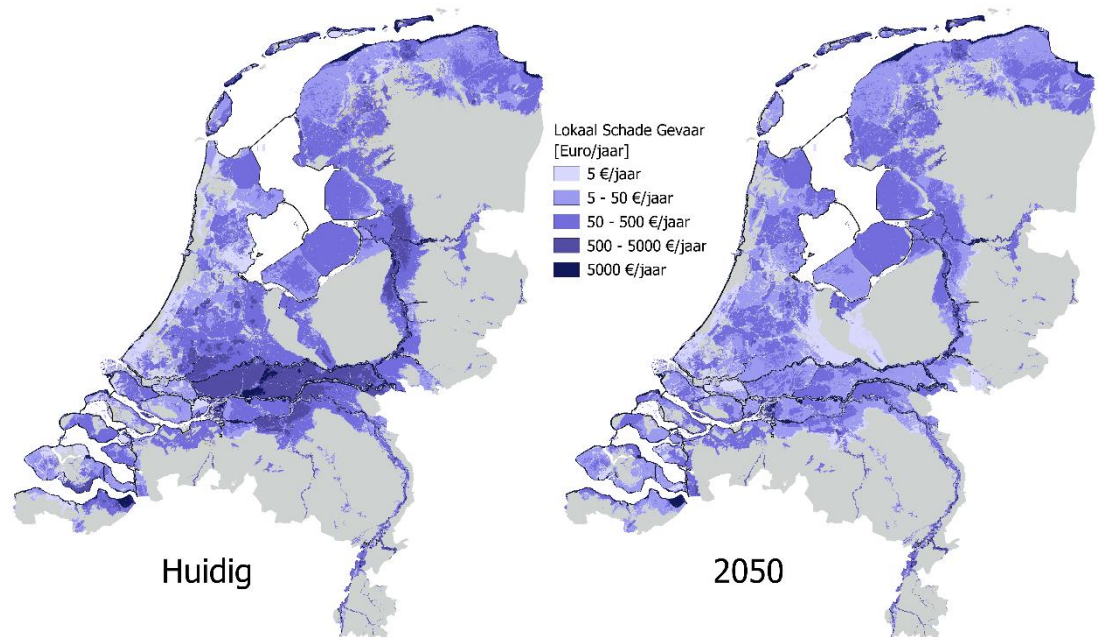 Lokaal Schade Gevaar
[Euro/jaar]
5 €/jaar
5 - 50 €/jaar
50 - 500 €/jaar
500 - 5000 €/jaar
5000 €/jaar
Huidig
2050